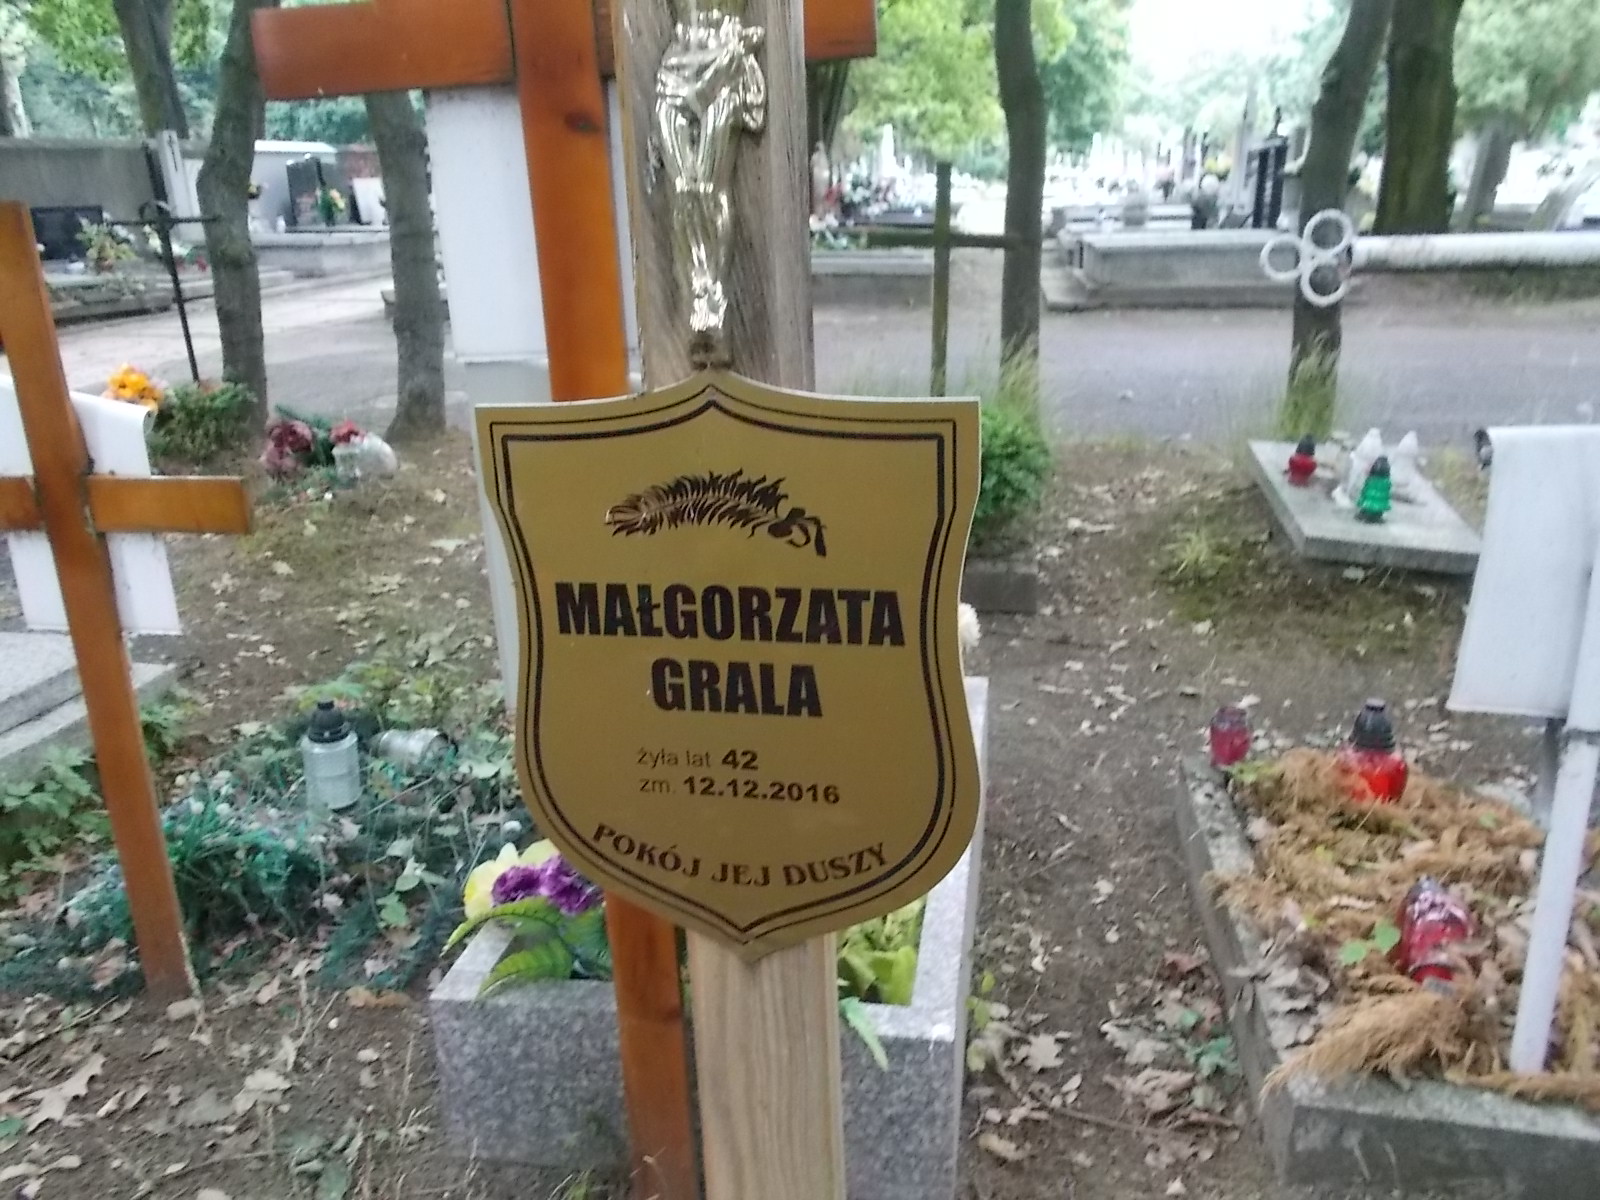 MAŁGORZATA
GRALA
żyła lat 42
zm. 12.12.2016
POKÓJ JEJ DUSZY